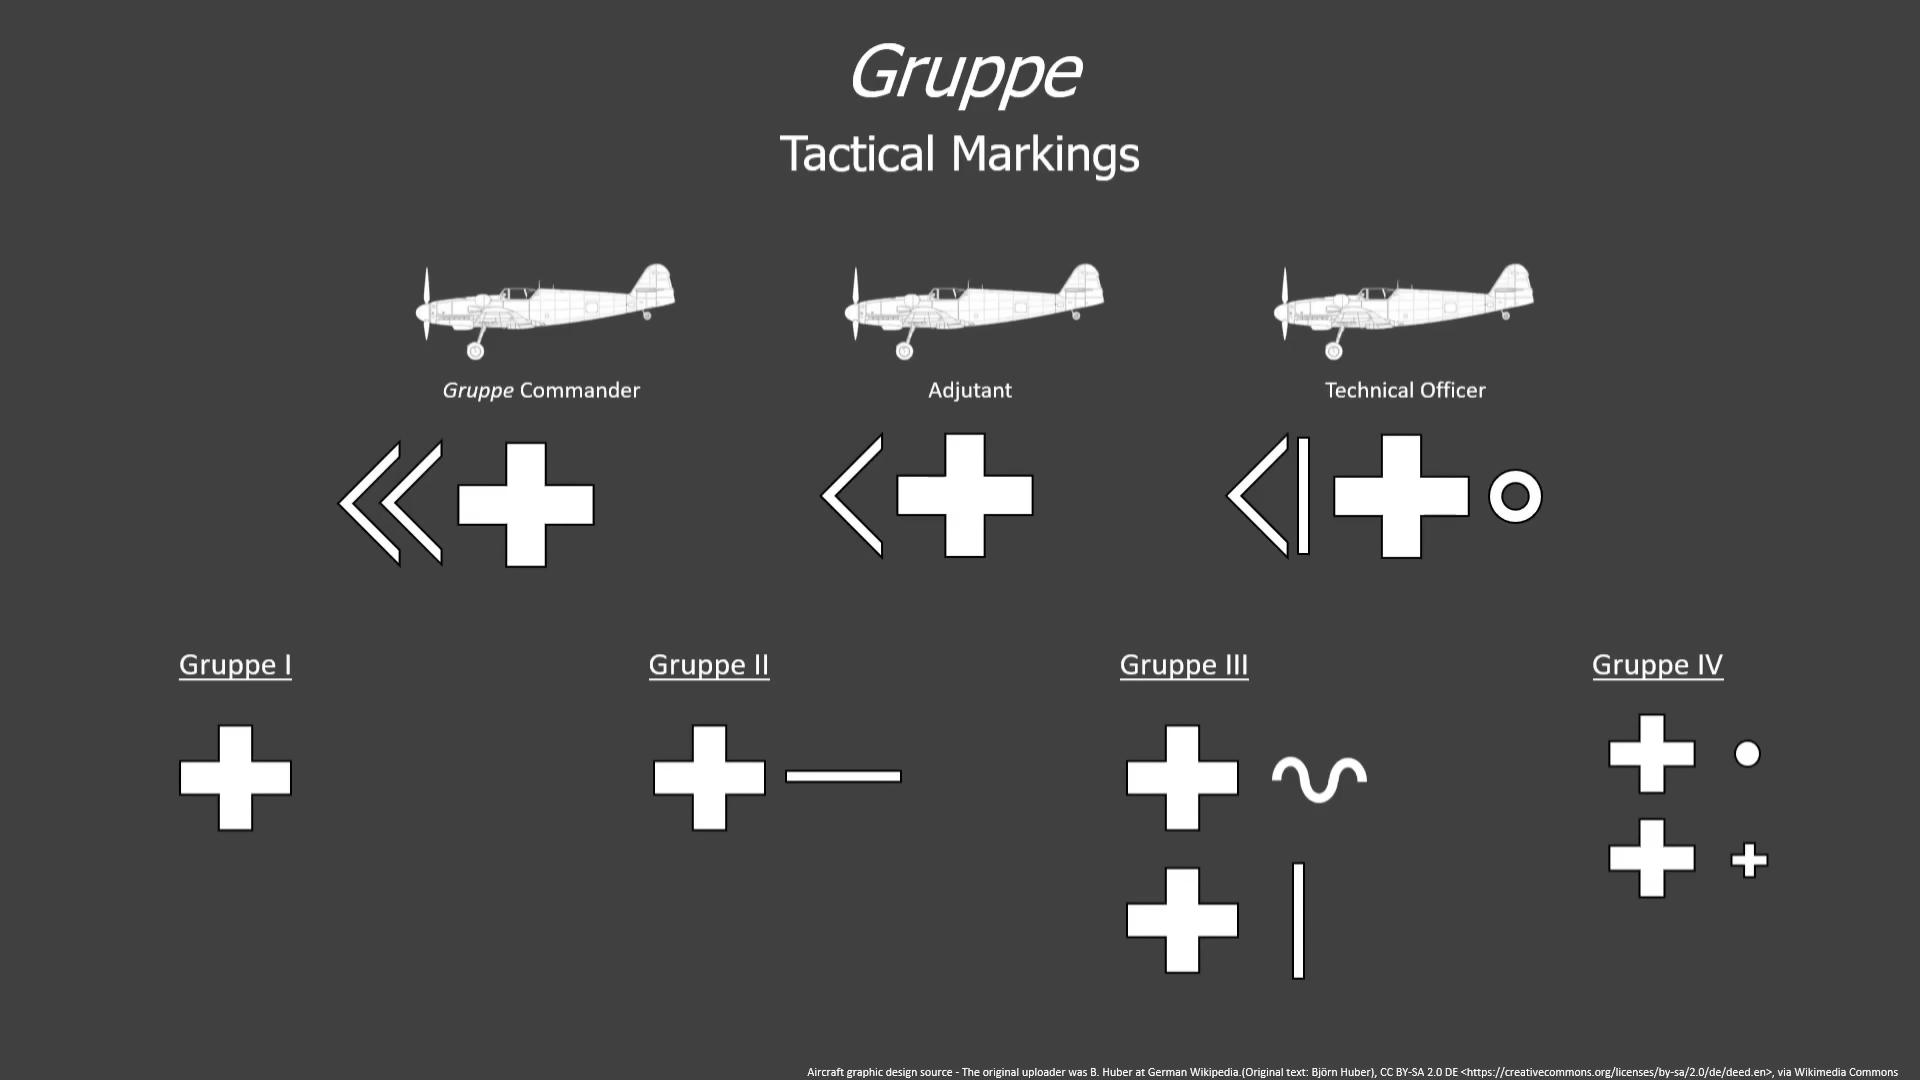 Gruppe
Tactical Markings
Gruppe Commander
Adjutant
Technical Officer
Gruppe I
Gruppe II
Gruppe III
Gruppe IV
Aircraft graphic design source - The original uploader was B. Huber at German Wikipedia.(Original text: Björn Huber), CC BY-SA 2.0 DE <https://creativecommons.org/licenses/by-sa/2.0/de/deed.en>, via Wikimedia Commons